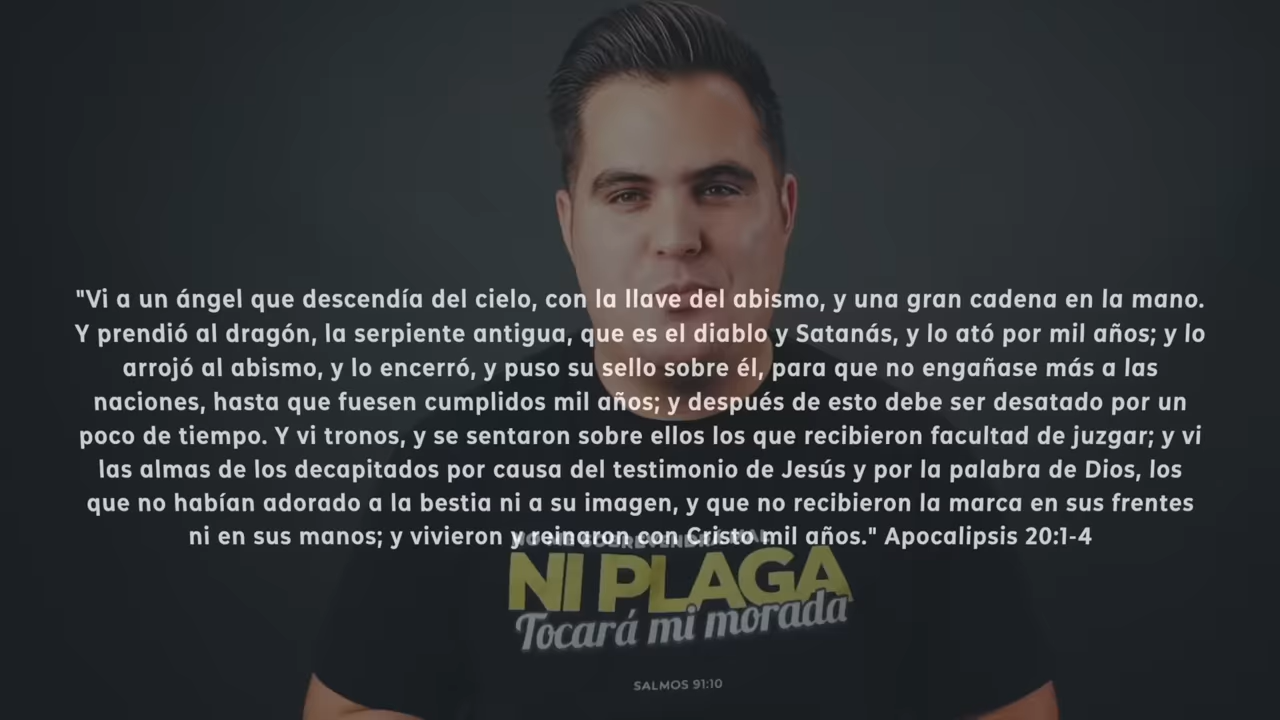 "Vi a un ángel que descendía del cielo, con la llave del abismo, y una gran cadena en la mano.
Y prendió al dragón, la serpiente antigua, que es el diablo y Satanás, y lo ató por mil años; y lo
arrojó al abismo, y lo encerró, y puso su sello sobre él, para que no engañase más a las
naciones, hasta que fuesen cumplidos mil años; y después de esto debe ser desatado por un
poco de tiempo. Y vi tronos, y se sentaron sobre ellos los que recibieron facultad de juzgar; y vi
las almas de los decapitados por causa del testimonio de Jesús y por la palabra de Dios, los
que no habían adorado a la bestia ni a su imagen, y que no recibieron la marca en sus frentes
ni en sus manos; y vivieron y reinaron con Cristo mil años." Apocalipsis 20:1-4
NI PLAGA
Tocará mi morada
SALMOS 91:10